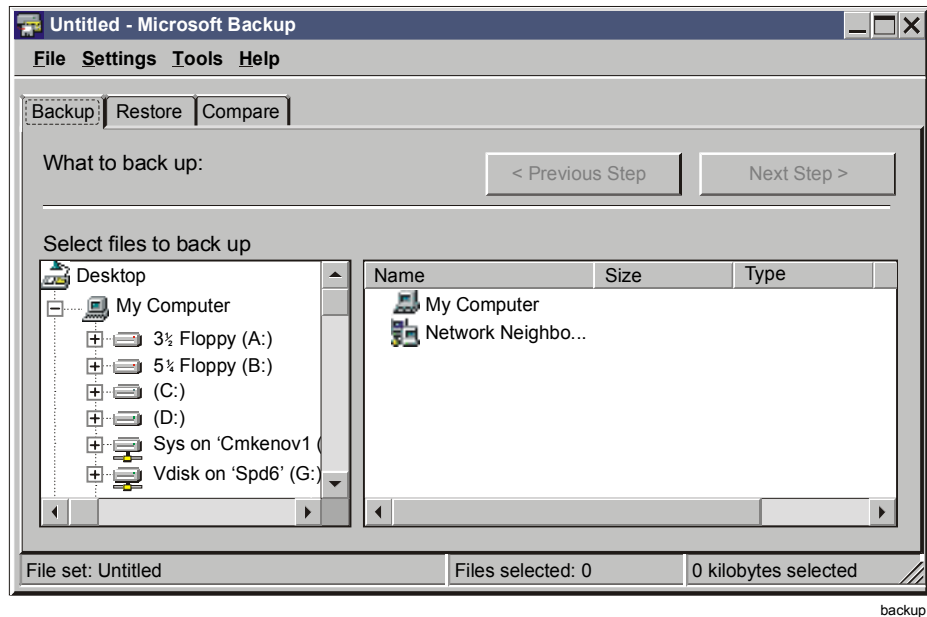 Untitled - Microsoft Backup
File Settings Tools Help
Backup Restore Compare
What to back up:
< Previous Step Next Step >
Select files to back up
Desktop
My Computer
3½ Floppy (A:)
5¼ Floppy (B:)
(C:)
(D:)
Sys on ‘Cmkenov1 (
Vdisk on ‘Spd6’ (G:)
Name Size Type
My Computer
Network Neighbo...
File set: Untitled Files selected: 0 0 kilobytes selected
backup